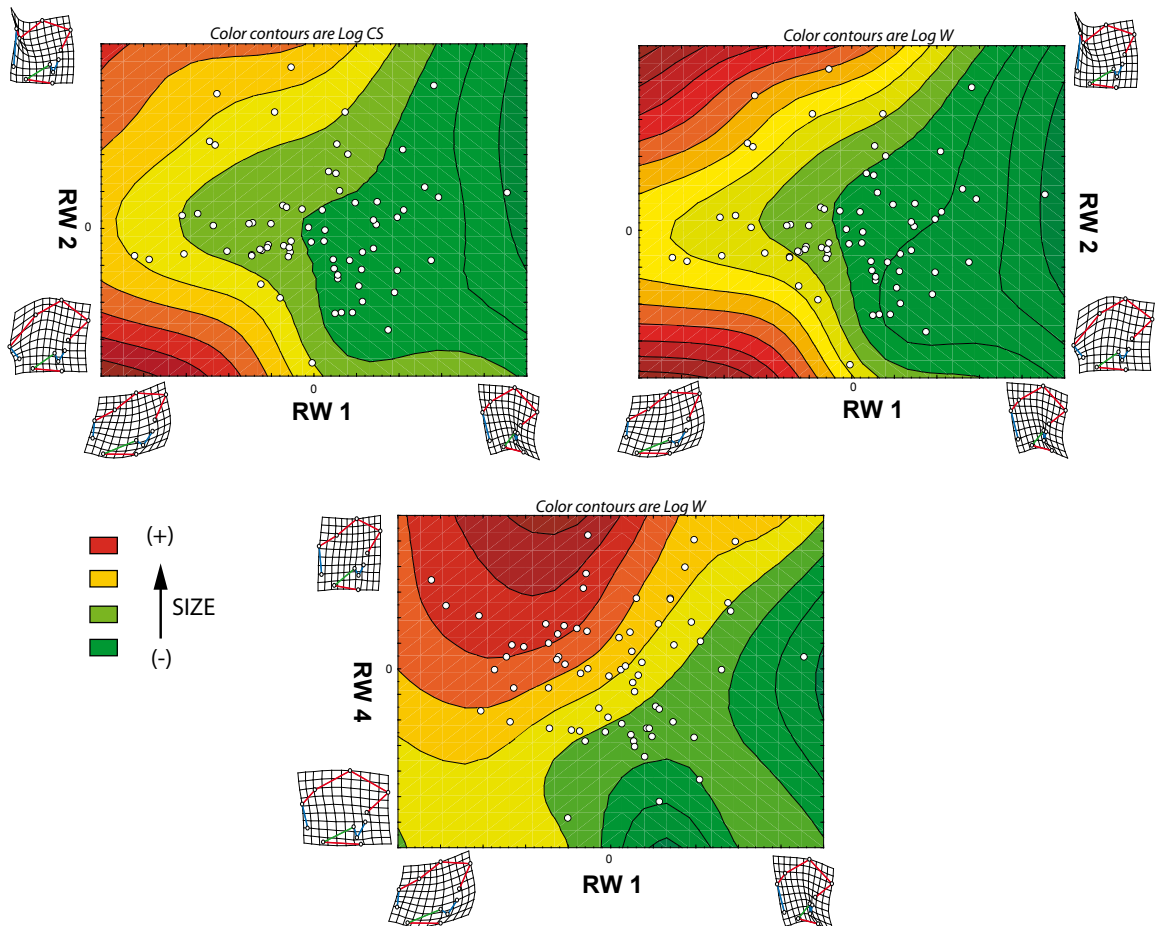 Color contours are Log CS
RW 2
0
0
RW 1
Color contours are Log W
0
RW 2
0
RW 1
Color contours are Log W
(+)
SIZE
(-)
0
RW 4
0
RW 1